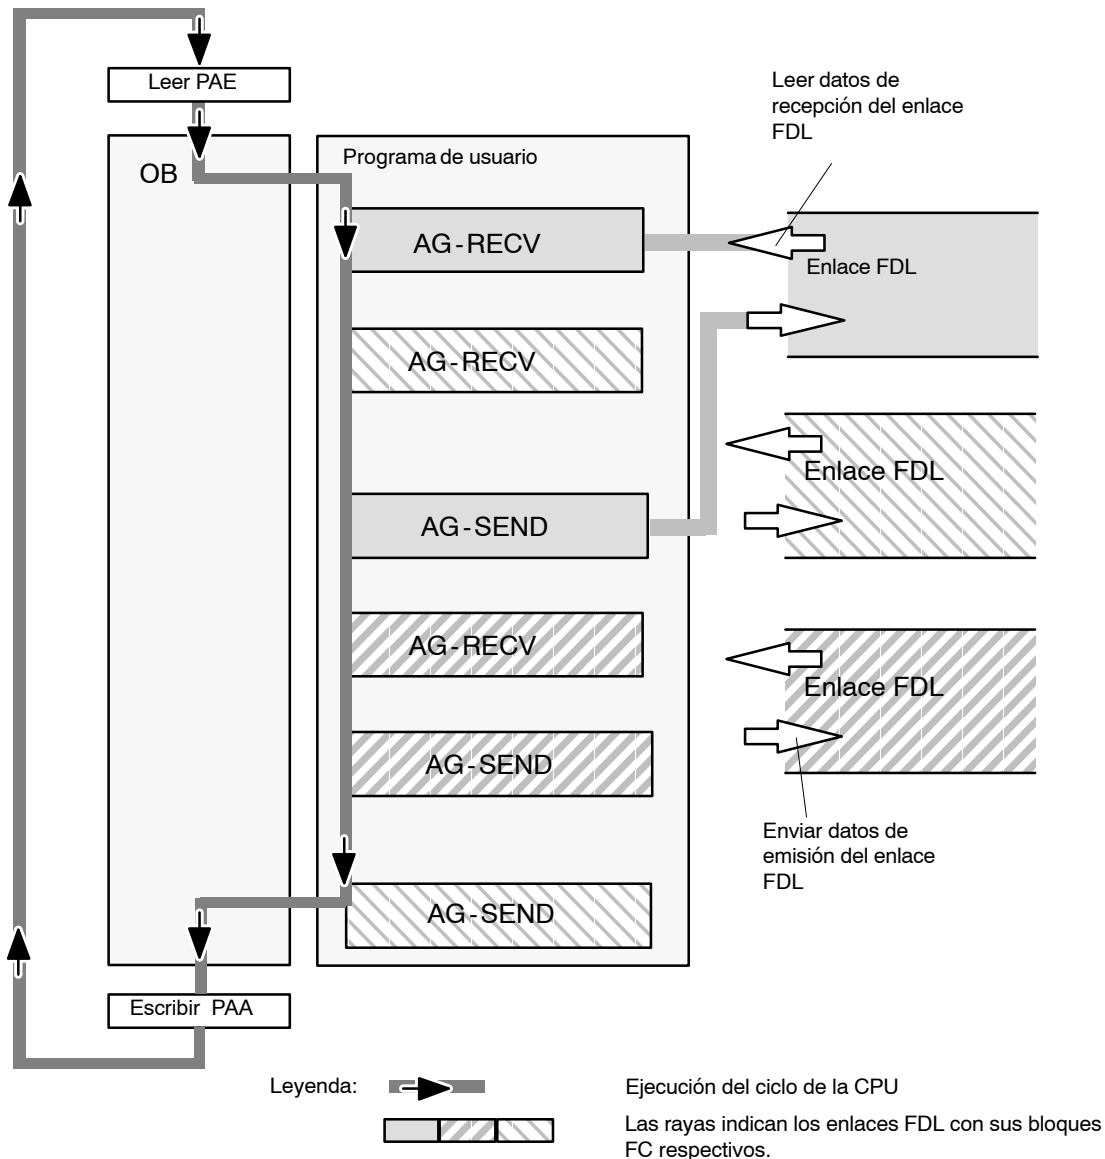 Leer PAE
Leer datos de
recepción del enlace
FDL
OB
Programa de usuario
AG-RECV
Enlace FDL
AG-RECV
Enlace FDL
AG-SEND
AG-RECV
Enlace FDL
AG-SEND
Enviar datos de
emisión del enlace
FDL
AG-SEND
Escribir PAA
Leyenda:
Ejecución del ciclo de la CPU
Las rayas indican los enlaces FDL con sus bloques
FC respectivos.